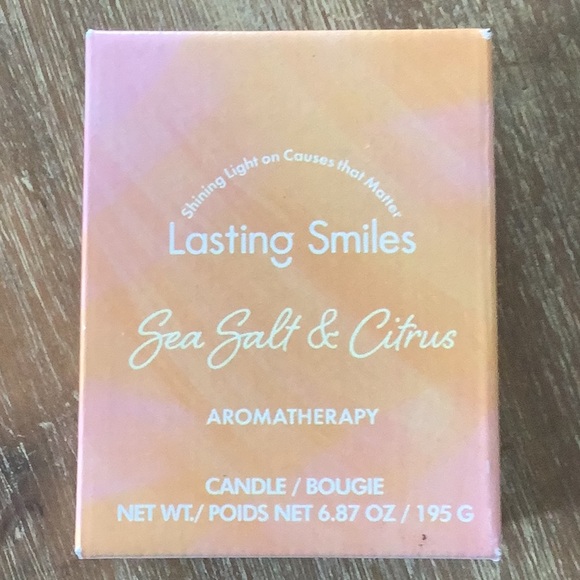 Shining Light on Causes that Matter
Lasting Smiles
Sea Salt & Citrus
AROMATHERAPY
CANDLE / BOUGIE
NET WT./ POIDS NET 6.87 OZ / 195 G